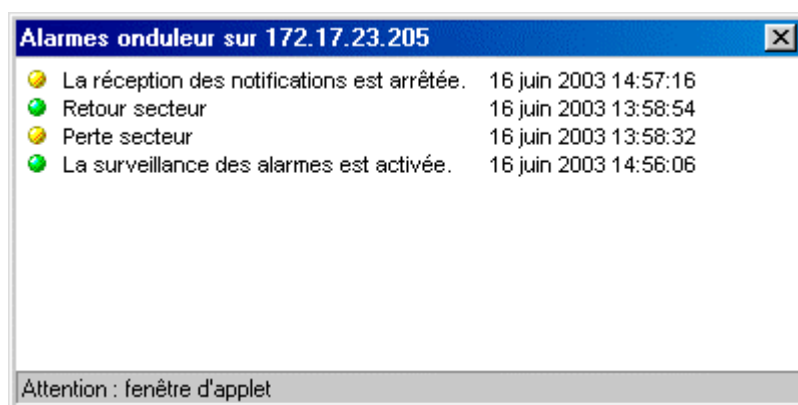 Alarmes onduleur sur 172.17.23.205
La réception des notifications est arrêtée. 16 juin 2003 14:57:16
Retour secteur 16 juin 2003 13:58:54
Perte secteur 16 juin 2003 13:58:32
La surveillance des alarmes est activée. 16 juin 2003 14:56:06
Attention : fenêtre d'applet